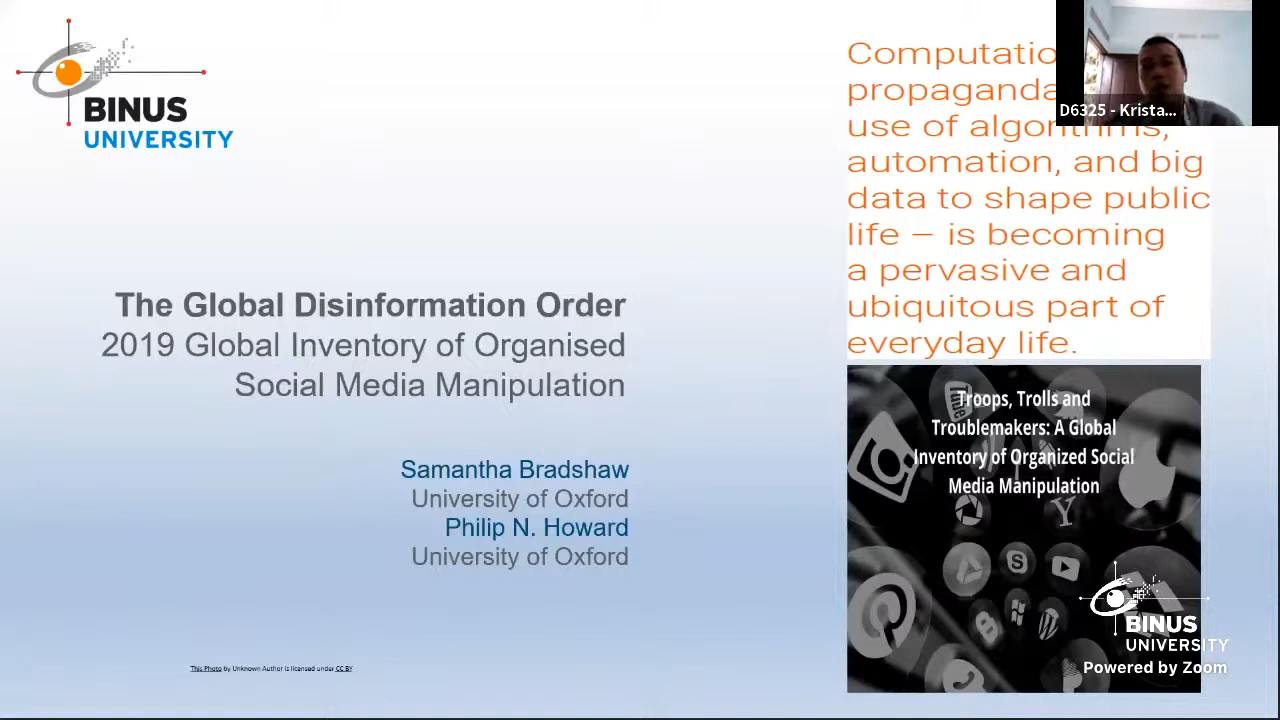 BINUS
UNIVERSITY
The Global Disinformation Order
2019 Global Inventory of Organised
Social Media Manipulation
Samantha Bradshaw
University of Oxford
Philip N. Howard
University of Oxford
This Photo by Unknown Author is licensed under CC BY
Computatio
propaganda
use of algorithms,
automation, and big
data to shape public
life – is becoming
a pervasive and
ubiquitous part of
everyday life.
D6325 - Krista...
Troops, Trolls and
Troublemakers: A Global
Inventory of Organized Social
Media Manipulation
BINUS
UNIVERSITY
Powered by Zoom